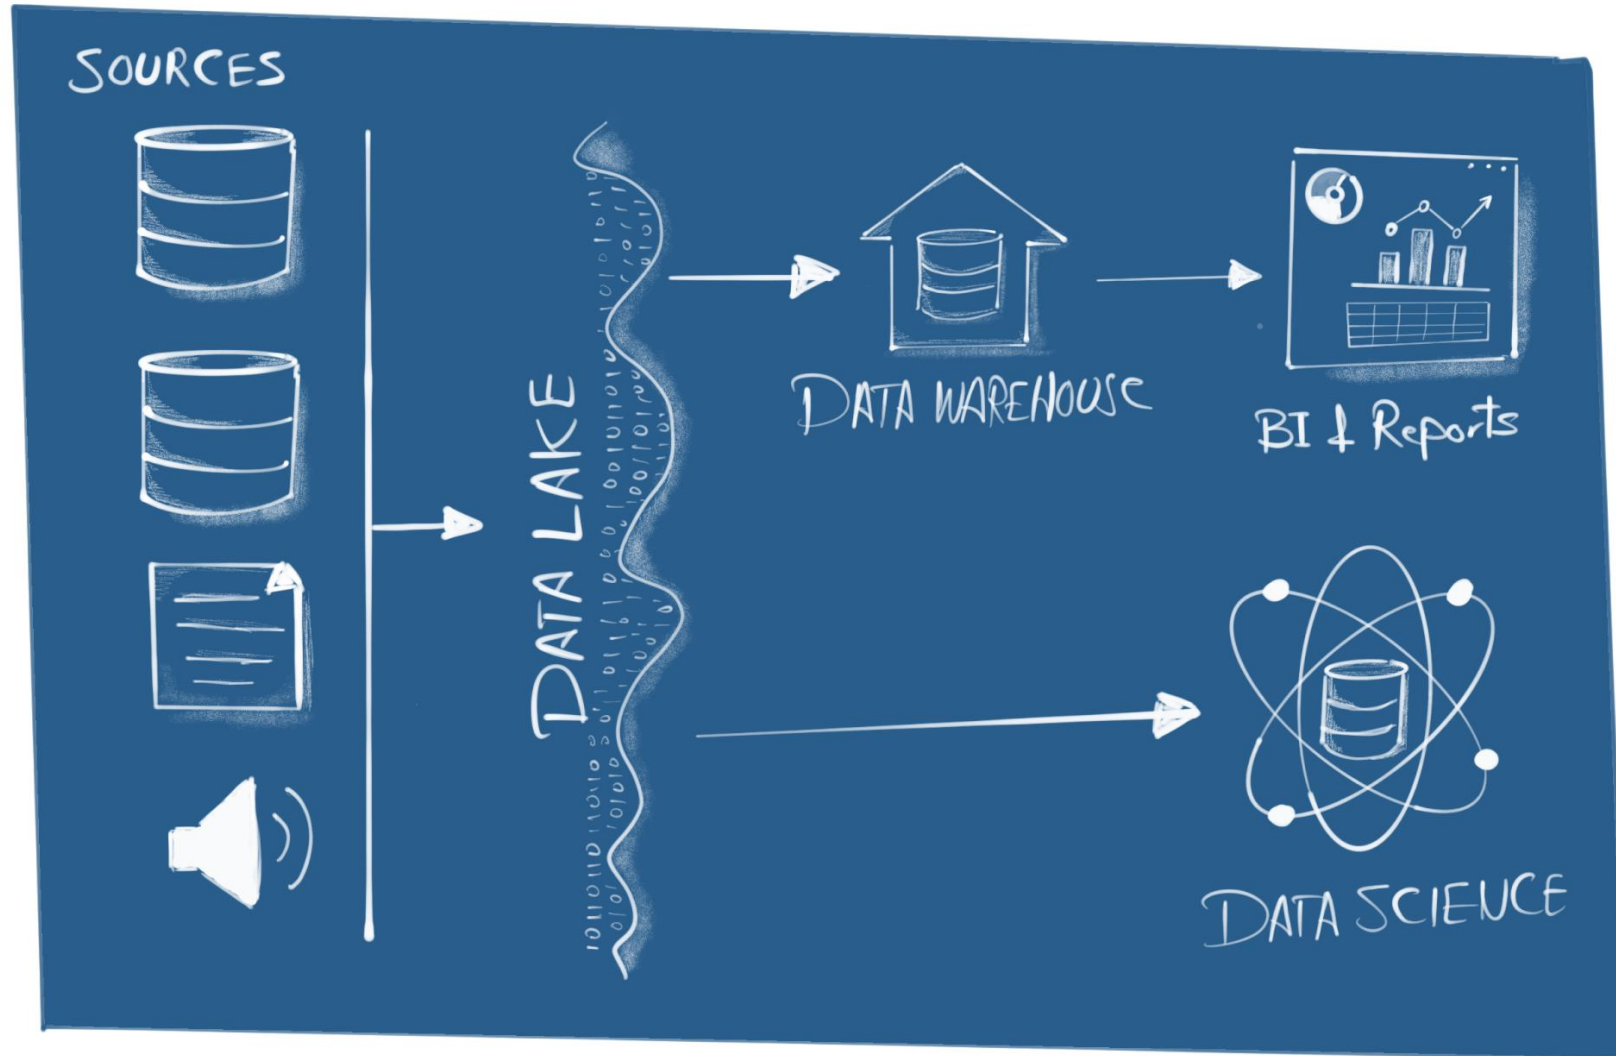 SOURCES
DATA LAKE
DATA WAREHOUSE
BI & Reports
DATA SCIENCE